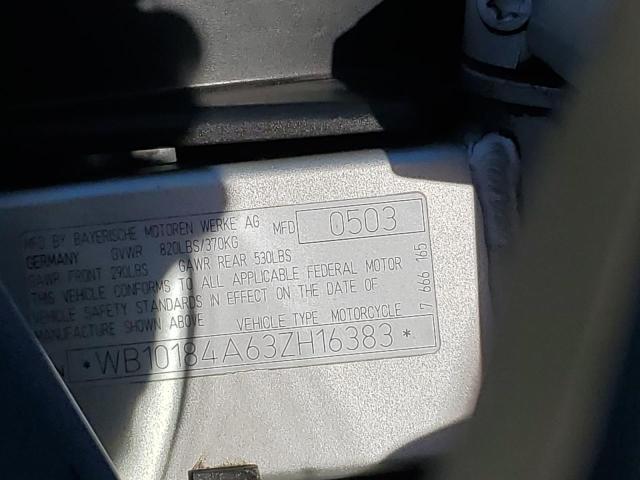 MFD BY BAYERISCHE MOTOREN WERKE AG MFD 0503
GERMANY GVWR 820LBS/370KG
GAWR FRONT 290LBS GAWR REAR 530LBS
THIS VEHICLE CONFORMS TO ALL APPLICABLE FEDERAL MOTOR
VEHICLE SAFETY STANDARDS IN EFFECT ON THE DATE OF
MANUFACTURE SHOWN ABOVE VEHICLE TYPE MOTORCYCLE
*WB10184A63ZH16383*
7 666 165